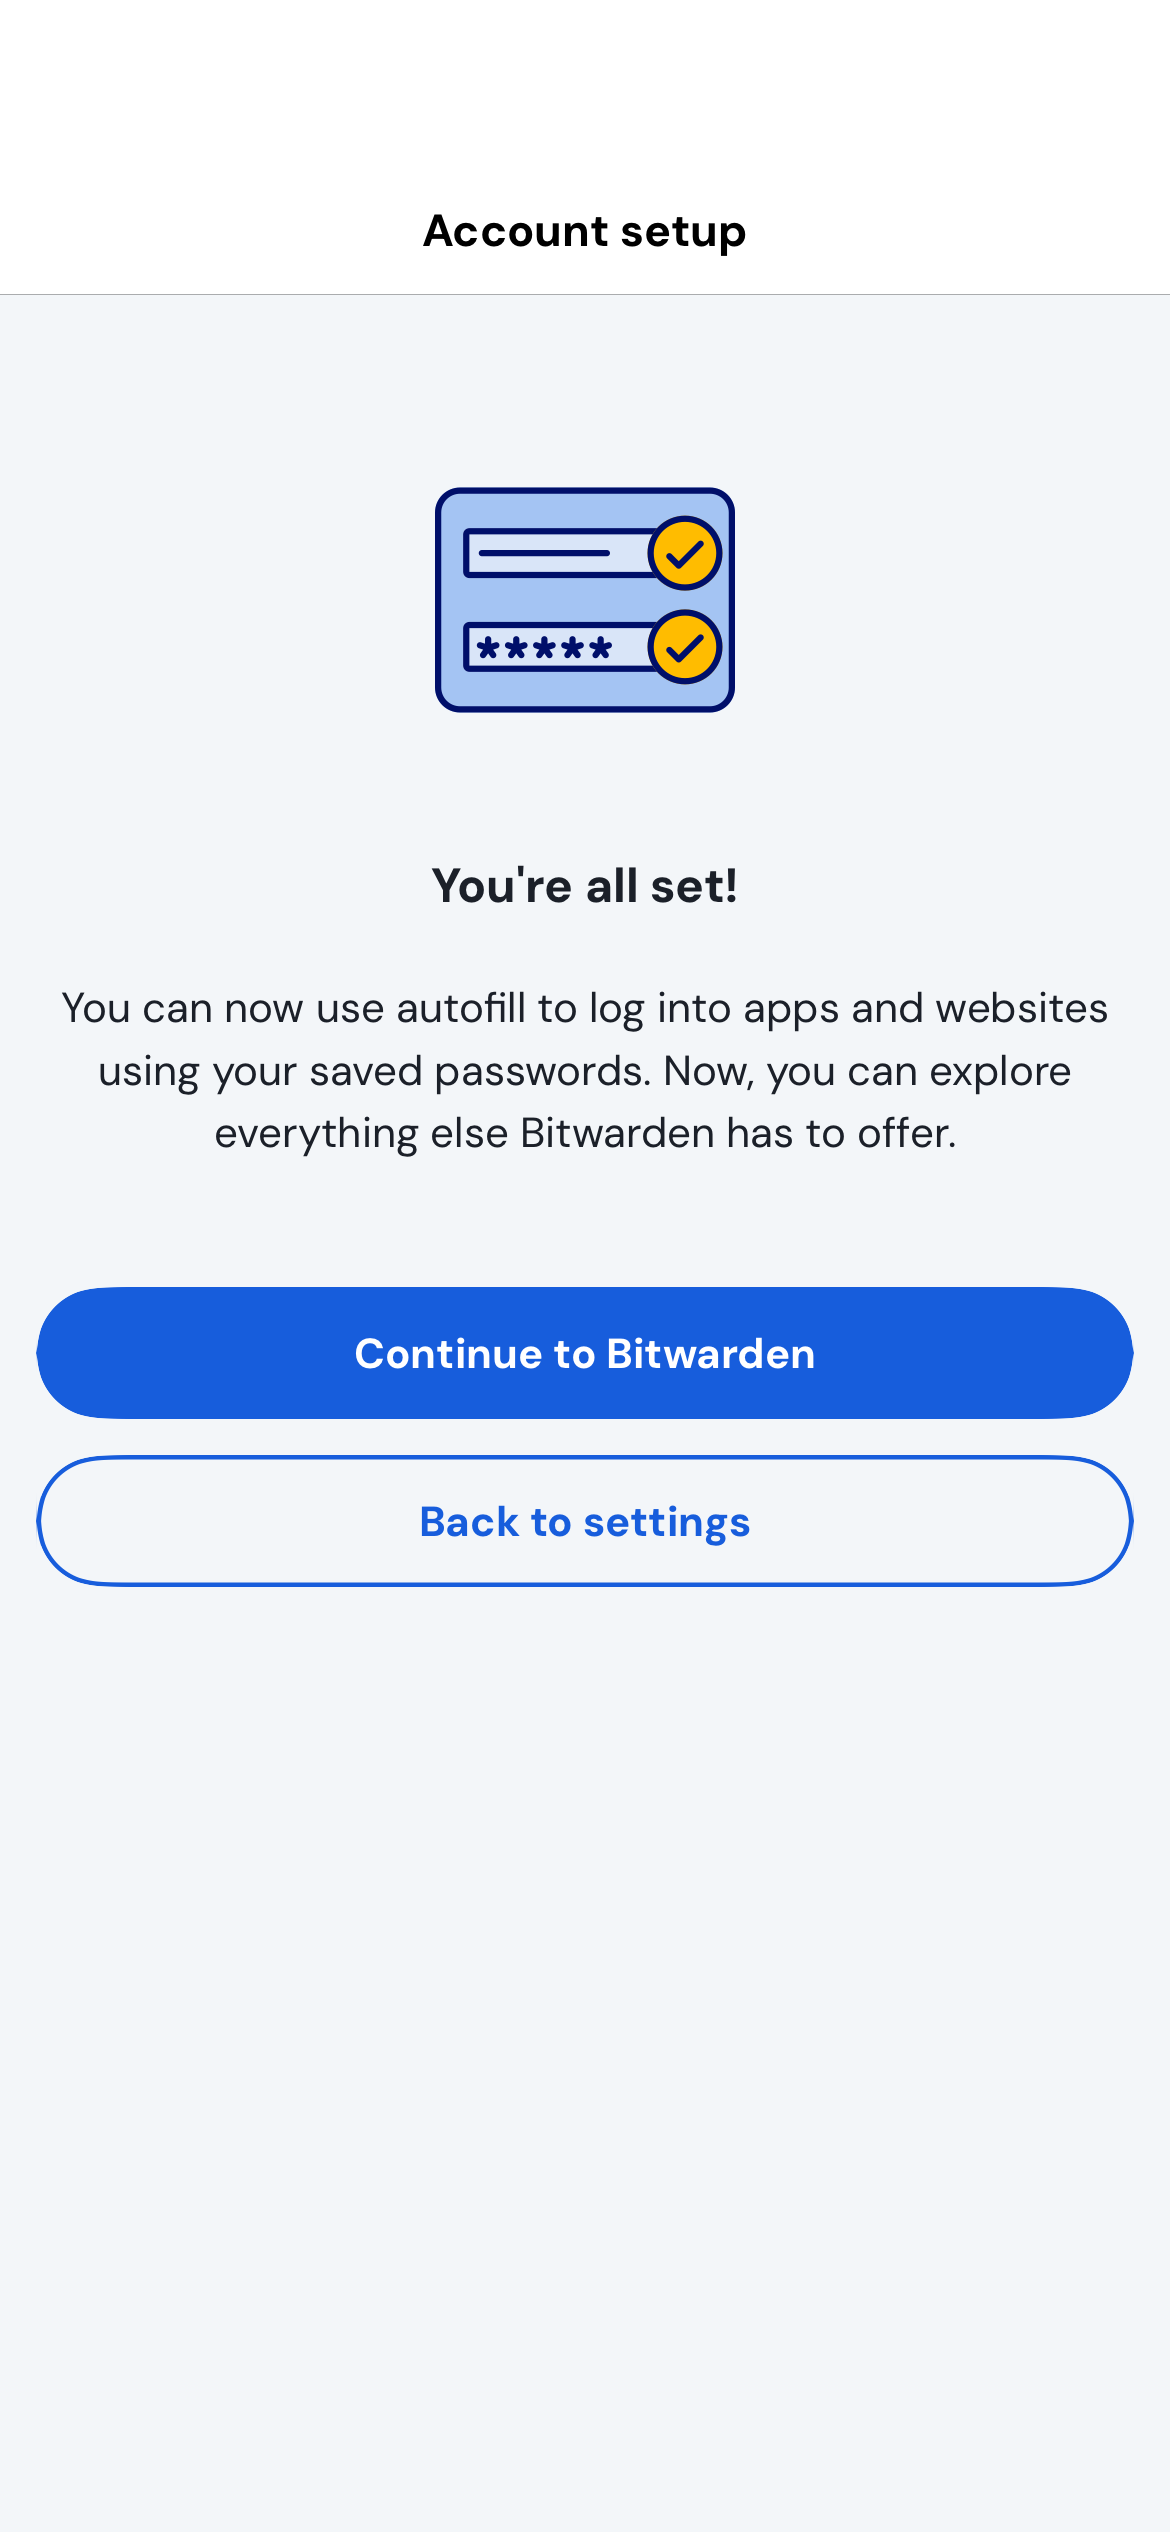 Account setup
*****
You're all set!
You can now use autofill to log into apps and websites
using your saved passwords. Now, you can explore
everything else Bitwarden has to offer.
Continue to Bitwarden
Back to settings